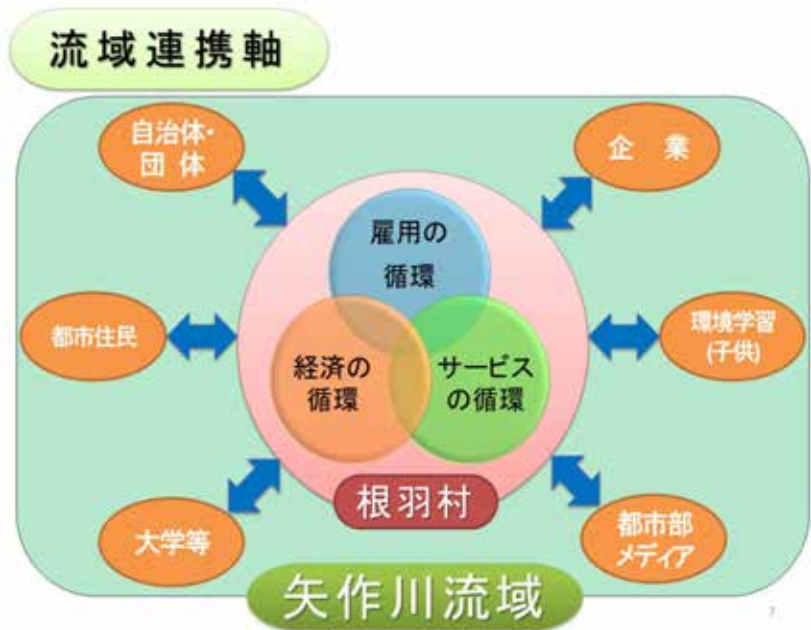 流域連携軸
自治体・
団 体
企 業
雇用の
循環
都市住民
環境学習
(子供)
経済の
循環
サービス
の循環
根羽村
大学等
都市部
メディア
矢作川流域
7